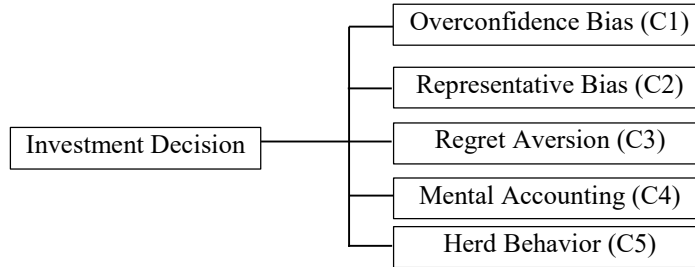 Overconfidence Bias (C1)
Representative Bias (C2)
Investment Decision
Regret Aversion (C3)
Mental Accounting (C4)
Herd Behavior (C5)